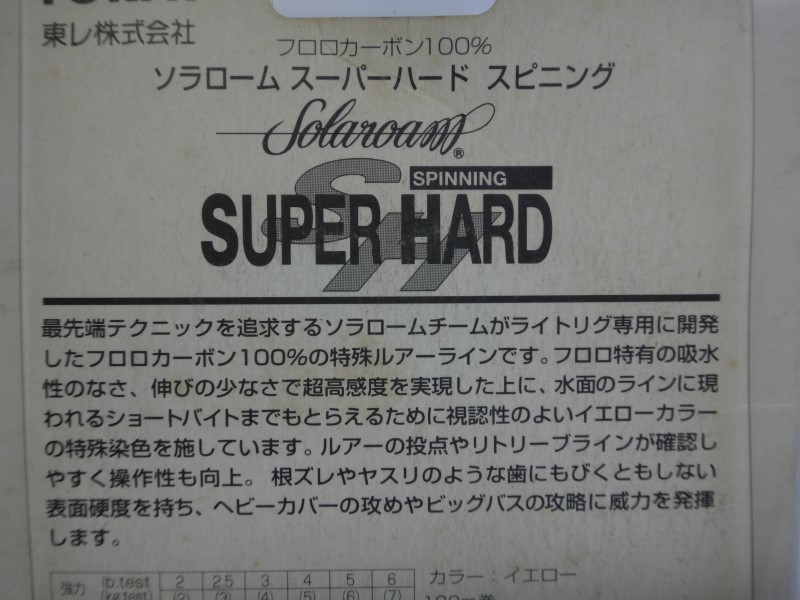 東レ株式会社
フロロカーボン100%
ソラローム スーパーハード スピニング
Solaroam®
SPINNING
SUPER HARD
最先端テクニックを追求するソラロームチームがライトリグ専用に開発
したフロロカーボン100%の特殊ルアーラインです。フロロ特有の吸水
性のなさ、伸びの少なさで超高感度を実現した上に、水面のラインに現
われるショートバイトまでもとらえるために視認性のよいイエローカラー
の特殊染色を施しています。ルアーの投点やリトリーブラインが確認し
やすく操作性も向上。 根ズレやヤスリのような歯にもびくともしない
表面硬度を持ち、ヘビーカバーの攻めやビッグバスの攻略に威力を発揮
します。
強力 lb.test 2 2.5 3 4 5 6 カラー：イエロー
(kg.test) (2) (3) (4) (5) (6) (7) 100m巻